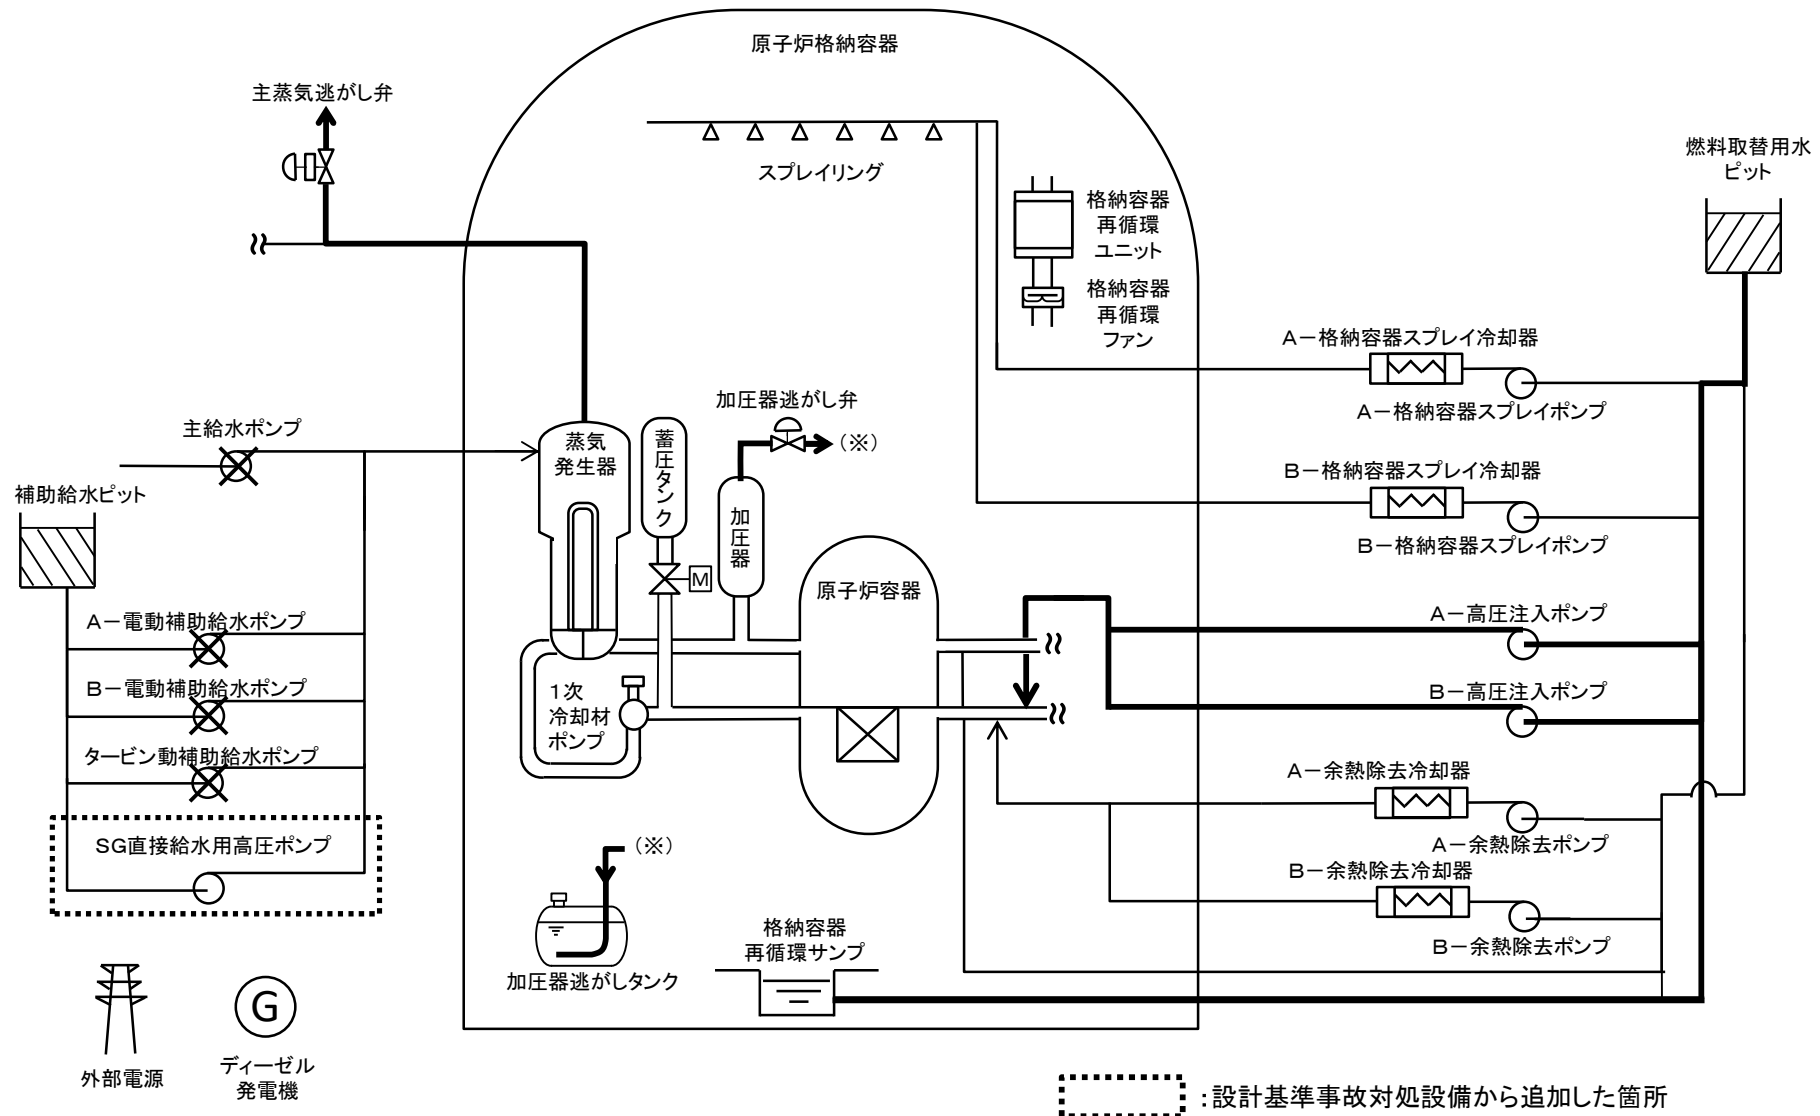 原子炉格納容器
主蒸気逃がし弁
スプレイリング
燃料取替用水
ピット
格納容器
再循環
ユニット
格納容器
再循環
ファン
A－格納容器スプレイ冷却器
A－格納容器スプレイポンプ
加圧器逃がし弁
(※)
主給水ポンプ
蒸気
発生器
蓄圧タンク
B－格納容器スプレイ冷却器
B－格納容器スプレイポンプ
補助給水ピット
加圧器
M
原子炉容器
A－電動補助給水ポンプ
A－高圧注入ポンプ
B－電動補助給水ポンプ
B－高圧注入ポンプ
1次
冷却材
ポンプ
タービン動補助給水ポンプ
A－余熱除去冷却器
A－余熱除去ポンプ
SG直接給水用高圧ポンプ
(※)
B－余熱除去冷却器
B－余熱除去ポンプ
加圧器逃がしタンク
格納容器
再循環サンプ
G
外部電源
ディーゼル
発電機
：設計基準事故対処設備から追加した箇所